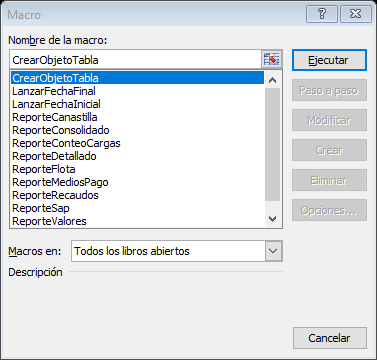 Macro
?
Nombre de la macro:
CrearObjetoTabla
Ejecutar
CrearObjetoTabla
LanzarFechaFinal
LanzarFechaInicial
ReporteCanastilla
ReporteConsolidado
ReporteConteoCargas
ReporteDetallado
ReporteFlota
ReporteMediosPago
ReporteRecaudos
ReporteSap
ReporteValores
Paso a paso
Modificar
Crear
Eliminar
Opciones...
Macros en:
Todos los libros abiertos
Descripción
Cancelar